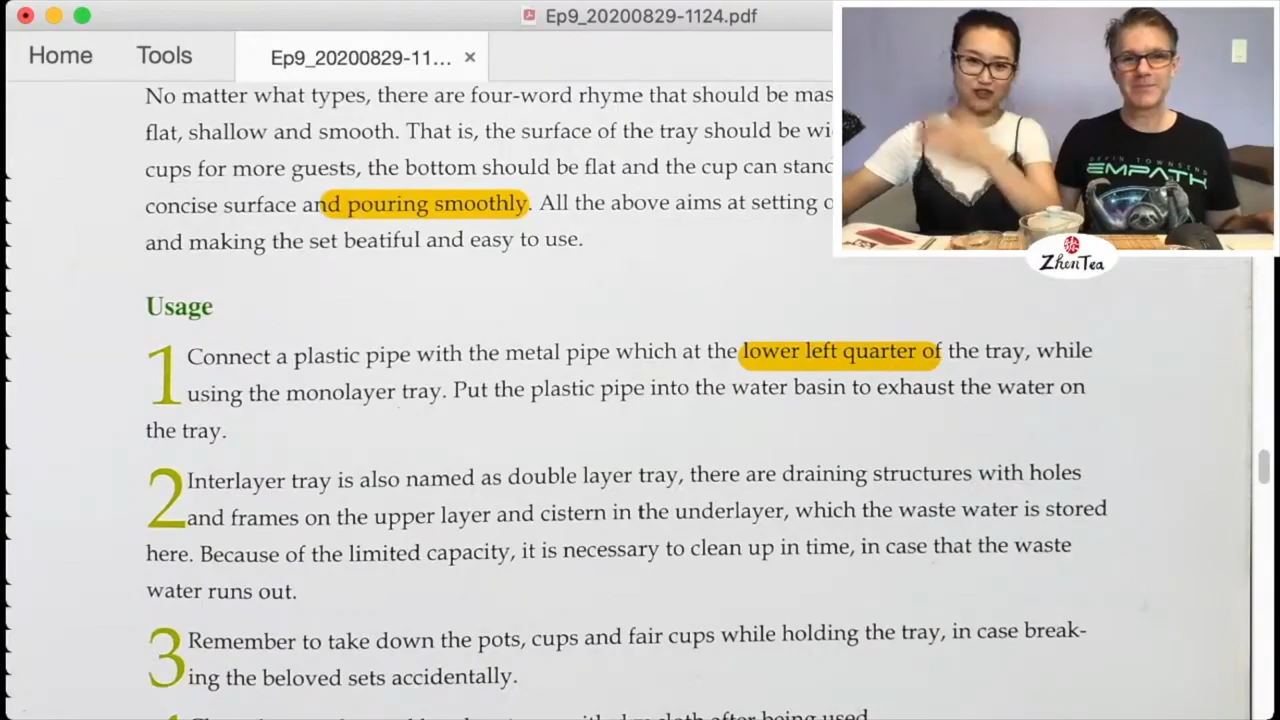 Ep9_20200829-1124.pdf
Home
Tools
Ep9_20200829-11... ×
No matter what types, there are four-word rhyme that should be mas
flat, shallow and smooth. That is, the surface of the tray should be wi
cups for more guests, the bottom should be flat and the cup can stand
concise surface and pouring smoothly. All the above aims at setting o
and making the set beatiful and easy to use.
DEVIN TOWNSEND
EMPATH
ZhenTea
Usage
1 Connect a plastic pipe with the metal pipe which at the lower left quarter of the tray, while
using the monolayer tray. Put the plastic pipe into the water basin to exhaust the water on
the tray.
2 Interlayer tray is also named as double layer tray, there are draining structures with holes
and frames on the upper layer and cistern in the underlayer, which the waste water is stored
here. Because of the limited capacity, it is necessary to clean up in time, in case that the waste
water runs out.
3 Remember to take down the pots, cups and fair cups while holding the tray, in case break-
ing the beloved sets accidentally.
after being used